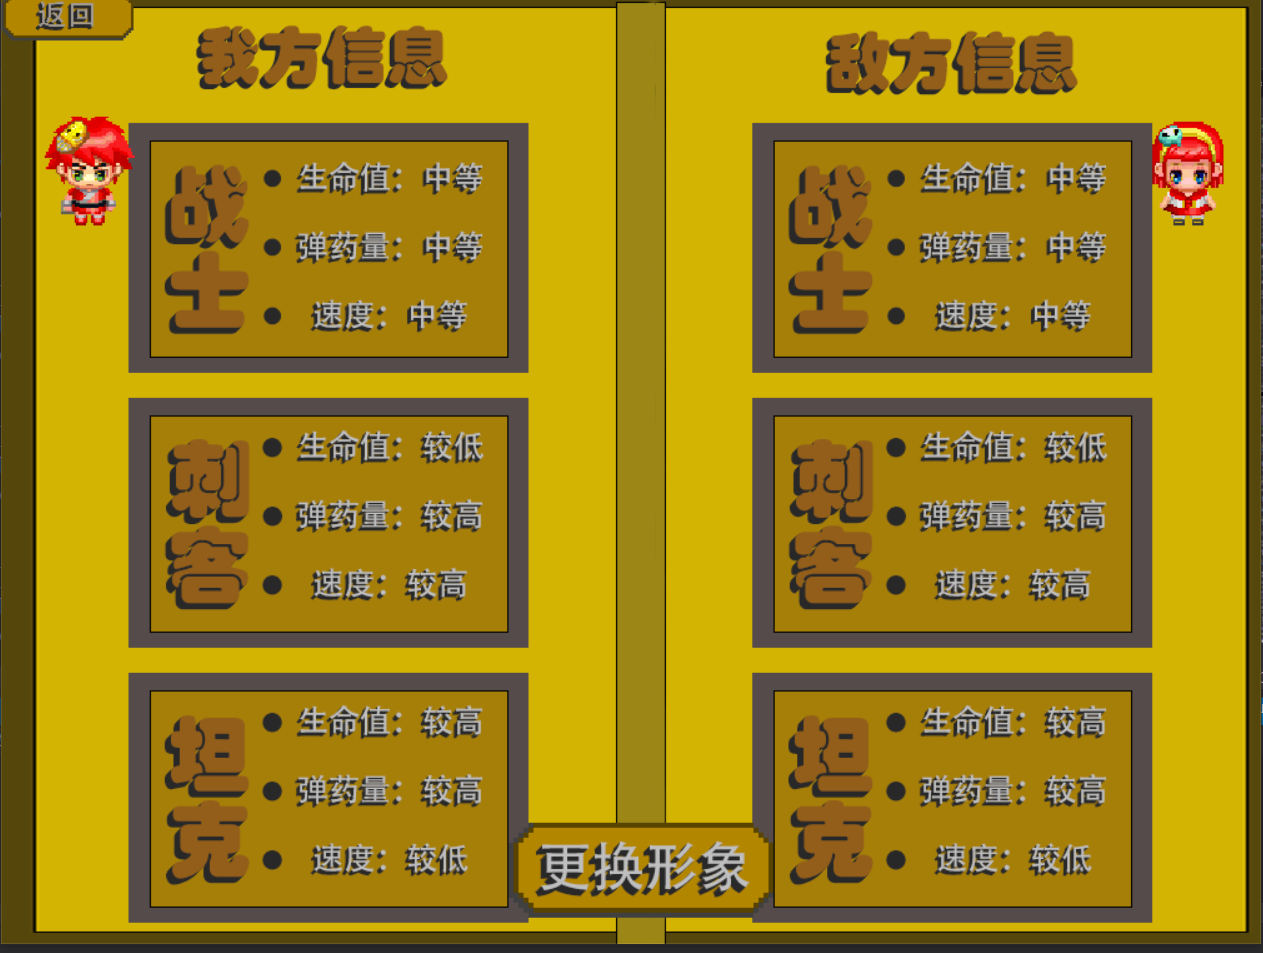 返回
我方信息
战士
生命值：中等
弹药量：中等
速度：中等
刺客
生命值：较低
弹药量：较高
速度：较高
坦克
生命值：较高
弹药量：较高
速度：较低
敌方信息
战士
生命值：中等
弹药量：中等
速度：中等
刺客
生命值：较低
弹药量：较高
速度：较高
坦克
生命值：较高
弹药量：较高
速度：较低
更换形象